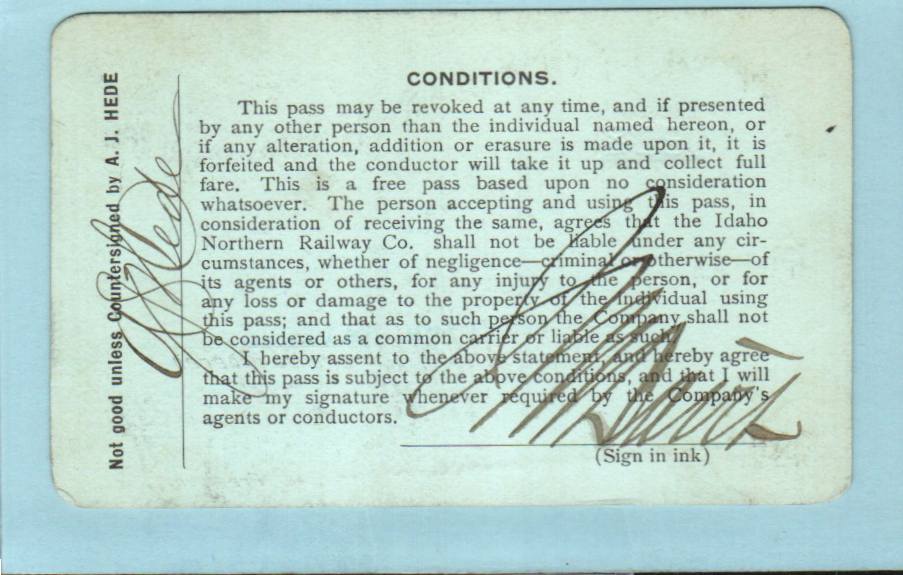 CONDITIONS.
This pass may be revoked at any time, and if presented
by any other person than the individual named hereon, or
if any alteration, addition or erasure is made upon it, it is
forfeited and the conductor will take it up and collect full
fare. This is a free pass based upon no consideration
whatsoever. The person accepting and using this pass, in
consideration of receiving the same, agrees that the Idaho
Northern Railway Co. shall not be liable under any cir-
cumstances, whether of negligence—criminal or otherwise—of
its agents or others, for any injury to the person, or for
any loss or damage to the property of the individual using
this pass; and that as to such person the Company shall not
be considered as a common carrier or liable as such.
I hereby assent to the above statement, and hereby agree
that this pass is subject to the above conditions, and that I will
make my signature whenever required by the Company's
agents or conductors.
Davis
(Sign in ink)
Not good unless Countersigned by A. J. HEDE
A J Hede